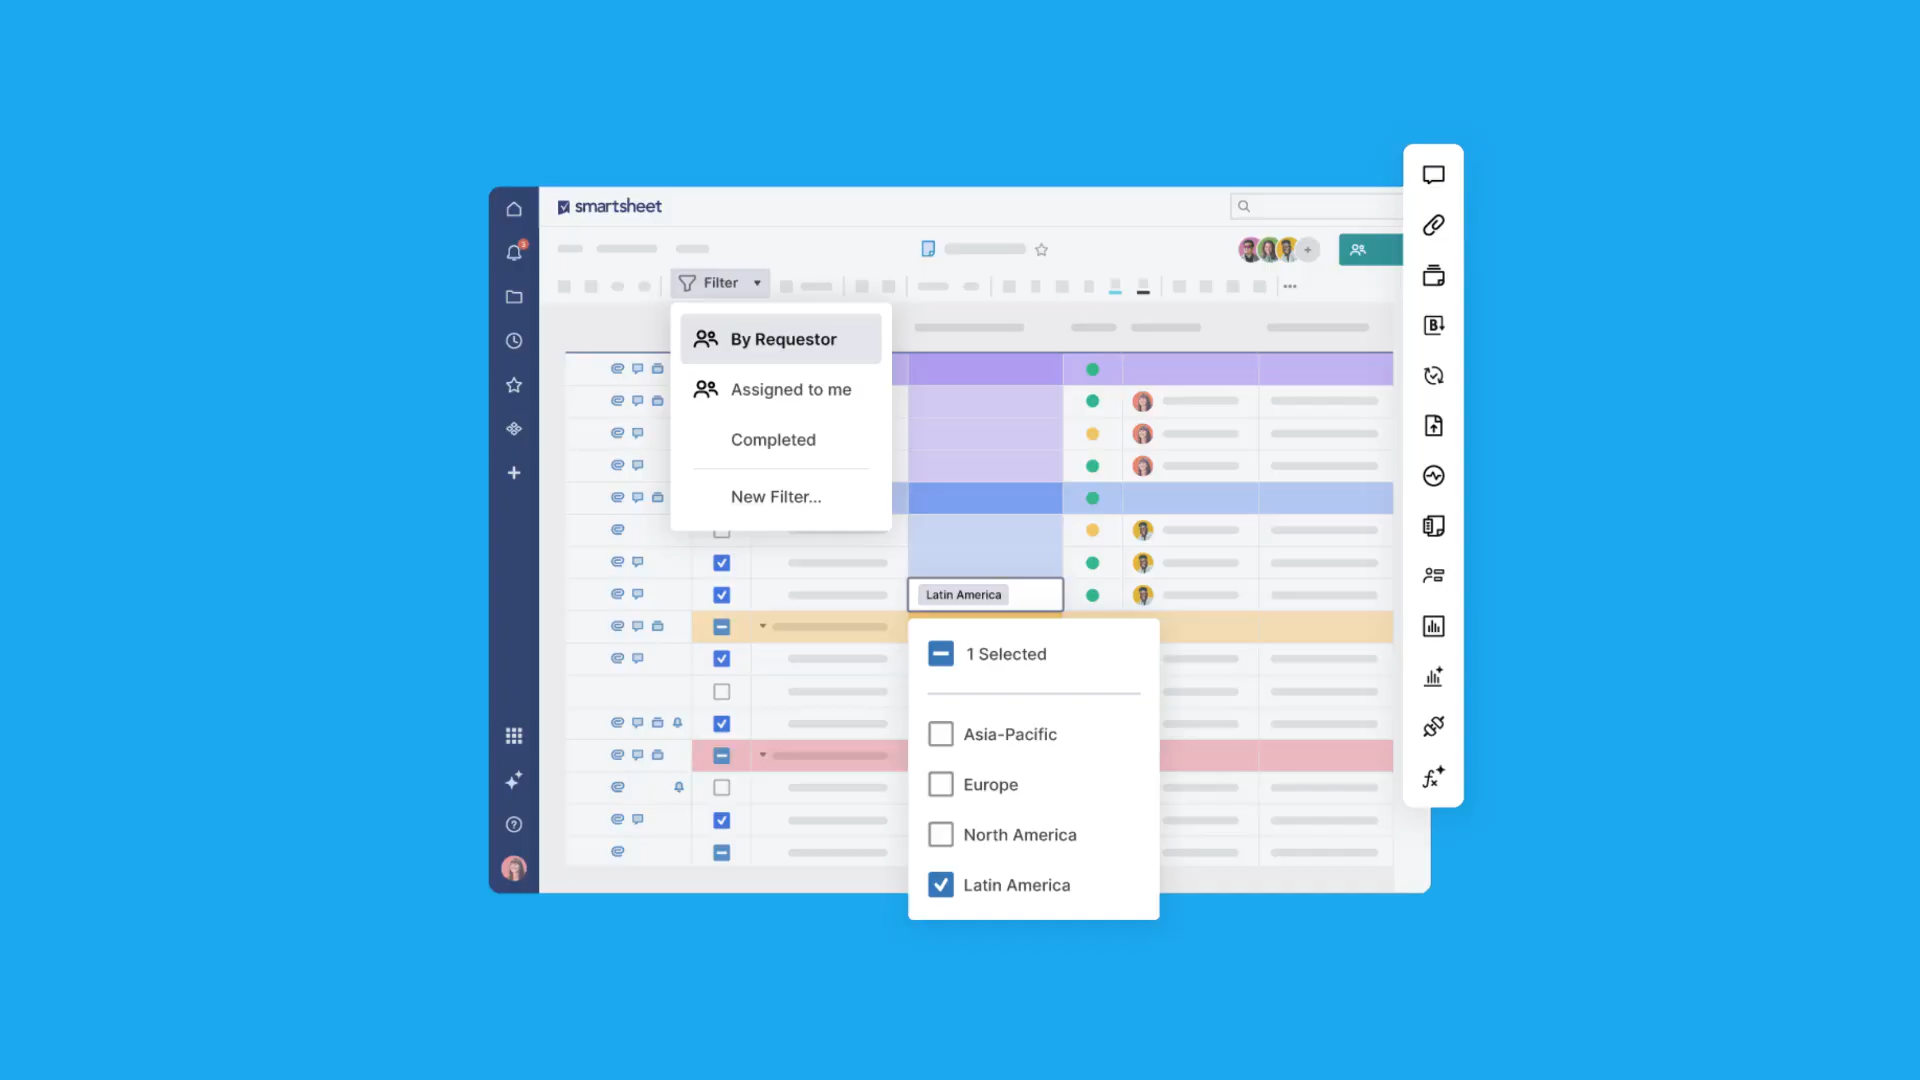 smartsheet
3
Filter
By Requestor
Assigned to me
Completed
New Filter...
Latin America
1 Selected
Asia-Pacific
Europe
North America
Latin America